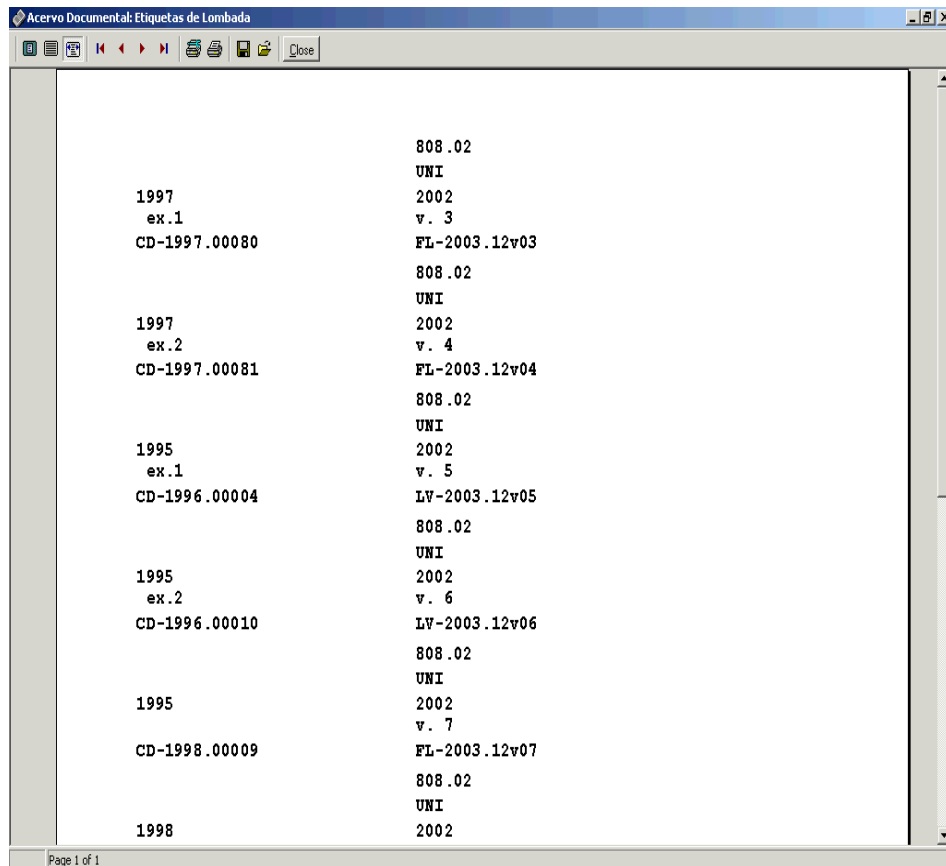 Acervo Documental: Etiquetas de Lombada
Close
808.02
UNI
1997 2002
ex.1 v. 3
CD-1997.00080 FL-2003.12v03
808.02
UNI
1997 2002
ex.2 v. 4
CD-1997.00081 FL-2003.12v04
808.02
UNI
1995 2002
ex.1 v. 5
CD-1996.00004 LV-2003.12v05
808.02
UNI
1995 2002
ex.2 v. 6
CD-1996.00010 LV-2003.12v06
808.02
UNI
1995 2002
v. 7
CD-1998.00009 FL-2003.12v07
808.02
UNI
1998 2002
Page 1 of 1